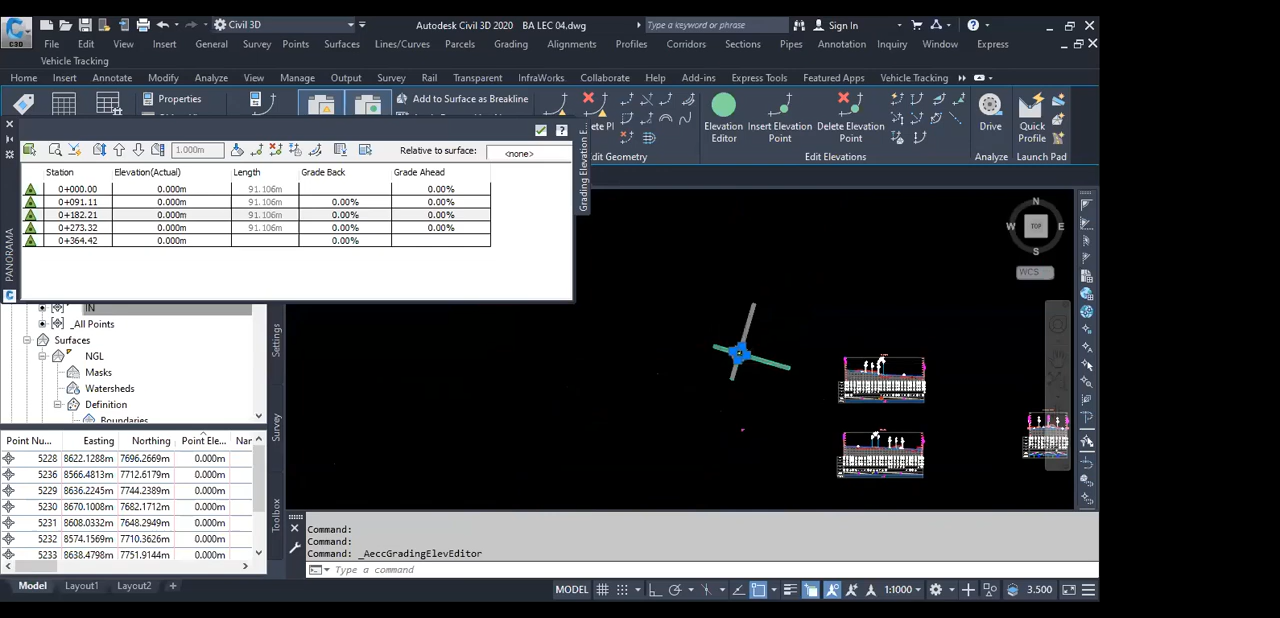 Civil 3D
Autodesk Civil 3D 2020 BA LEC 04.dwg
Type a keyword or phrase
Sign In
C3D
File Edit View Insert General Survey Points Surfaces Lines/Curves Parcels Grading Alignments Profiles Corridors Sections Pipes Annotation Inquiry Window Express
Vehicle Tracking
Home Insert Annotate Modify Analyze View Manage Output Survey Rail Transparent InfraWorks Collaborate Help Add-ins Express Tools Featured Apps Vehicle Tracking
Properties
Add to Surface as Breakline
te PI
Elevation Editor
Insert Elevation Point
Delete Elevation Point
Drive
Quick Profile
dit Geometry
Edit Elevations
Analyze
Launch Pad
Grading Elevation E...
1.000m
Relative to surface: <none>
Station Elevation(Actual) Length Grade Back Grade Ahead
0+000.00 0.000m 91.106m 0.00%
0+091.11 0.000m 91.106m 0.00% 0.00%
0+182.21 0.000m 91.106m 0.00% 0.00%
0+273.32 0.000m 91.106m 0.00% 0.00%
0+364.42 0.000m 0.00%
PANORAMA
N
W TOP E
S
WCS
IN
_All Points
Surfaces
NGL
Masks
Watersheds
Definition
Boundaries
Settings
Survey
Toolbox
Point Nu... Easting Northing Point Ele... Nar
5228 8622.1288m 7696.2669m 0.000m
5236 8566.4813m 7712.6179m 0.000m
5229 8636.2245m 7744.2389m 0.000m
5230 8670.1008m 7682.1712m 0.000m
5231 8608.0332m 7648.2949m 0.000m
5232 8574.1569m 7710.3626m 0.000m
5233 8638.4798m 7751.9144m 0.000m
Command:
Command:
Command: _AeccGradingElevEditor
Type a command
Model Layout1 Layout2 +
MODEL
1:1000
3.500